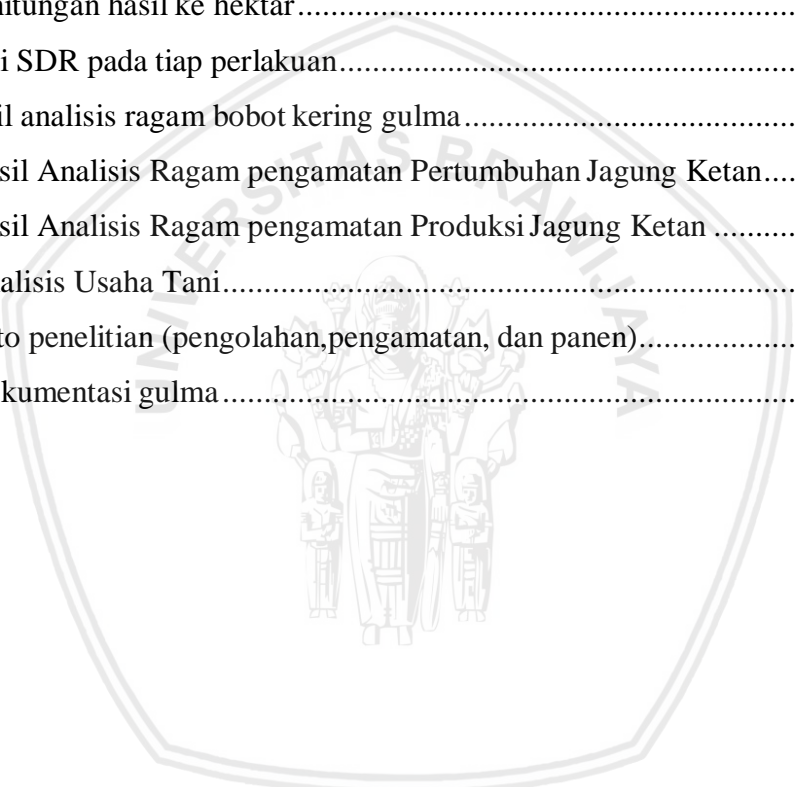 hitungan hasil ke hektar...............................................................
i SDR pada tiap perlakuan.........................................................
il analisis ragam bobot kering gulma.........................................
sil Analisis Ragam pengamatan Pertumbuhan Jagung Ketan....
sil Analisis Ragam pengamatan Produksi Jagung Ketan ..........
alisis Usaha Tani........................................................................
to penelitian (pengolahan,pengamatan, dan panen)....................
kumentasi gulma........................................................................
UNIVERSITAS BRAWIJAYA